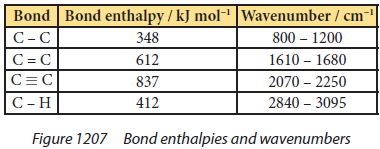 Bond Bond enthalpy / kJ mol⁻¹ Wavenumber / cm⁻¹
C – C 348 800 – 1200
C = C 612 1610 – 1680
C ≡ C 837 2070 – 2250
C – H 412 2840 – 3095
Figure 1207 Bond enthalpies and wavenumbers